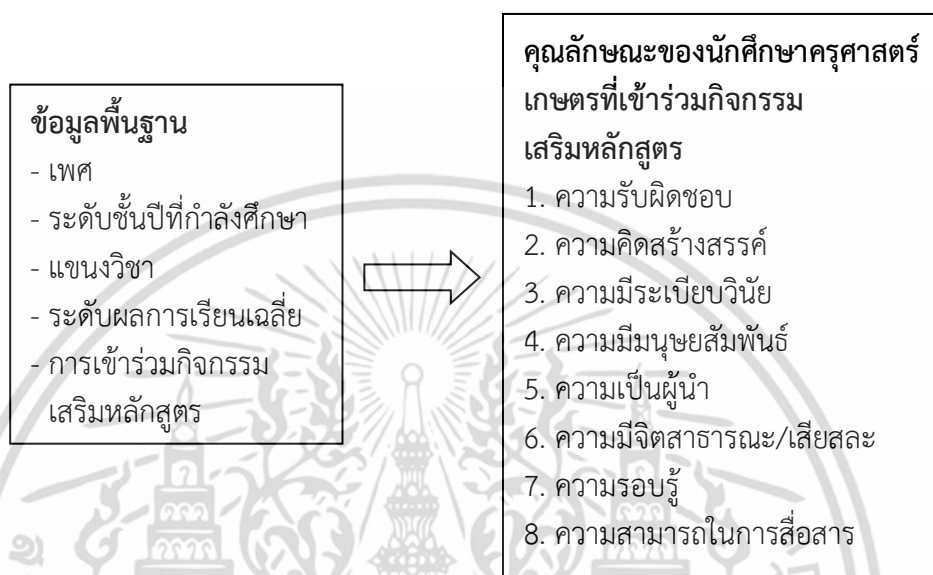 ข้อมูลพื้นฐาน
- เพศ
- ระดับชั้นปีที่กำลังศึกษา
- แขนงวิชา
- ระดับผลการเรียนเฉลี่ย
- การเข้าร่วมกิจกรรม
เสริมหลักสูตร
คุณลักษณะของนักศึกษาครุศาสตร์
เกษตรที่เข้าร่วมกิจกรรม
เสริมหลักสูตร
1. ความรับผิดชอบ
2. ความคิดสร้างสรรค์
3. ความมีระเบียบวินัย
4. ความมีมนุษยสัมพันธ์
5. ความเป็นผู้นำ
6. ความมีจิตสาธารณะ/เสียสละ
7. ความรอบรู้
8. ความสามารถในการสื่อสาร